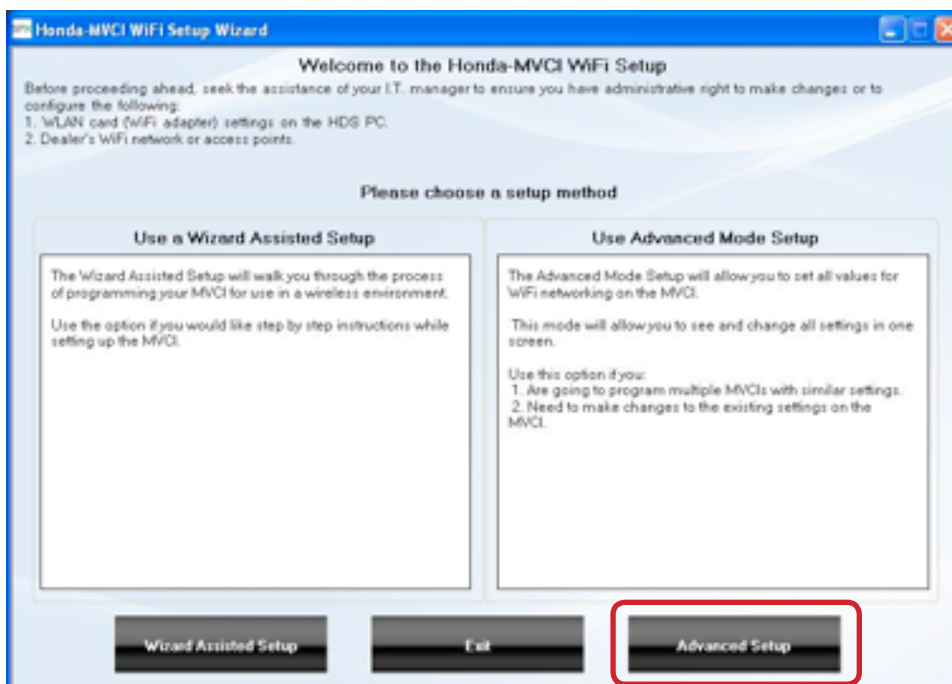 Honda-MVCI WiFi Setup Wizard
Welcome to the Honda-MVCI WiFi Setup
Before proceeding ahead, seek the assistance of your I.T. manager to ensure you have administrative right to make changes or to
configure the following:
1. WLAN card (WiFi adapter) settings on the HDS PC.
2. Dealer's WiFi network or access points.
Please choose a setup method
Use a Wizard Assisted Setup
The Wizard Assisted Setup will walk you through the process
of programming your MVCI for use in a wireless environment.
Use the option if you would like step by step instructions while
setting up the MVCI.
Use Advanced Mode Setup
The Advanced Mode Setup will allow you to set all values for
WiFi networking on the MVCI.
This mode will allow you to see and change all settings in one
screen.
Use this option if you:
1. Are going to program multiple MVCIs with similar settings.
2. Need to make changes to the existing settings on the
MVCI.
Wizard Assisted Setup
Exit
Advanced Setup